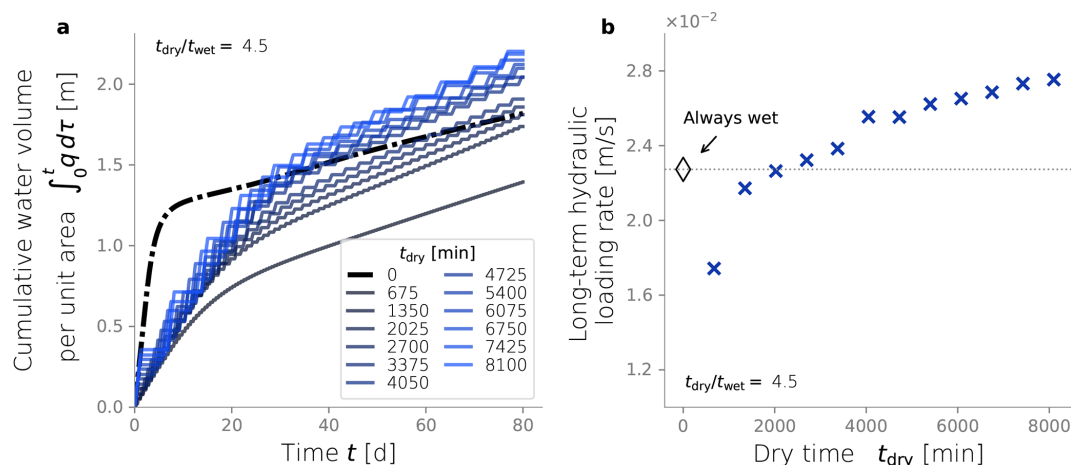 a
t_dry/t_wet = 4.5
Cumulative water volume
per unit area ∫₀ᵗ q dτ [m]
2.0
1.5
1.0
0.5
0.0
0
20
40
60
80
Time t [d]
t_dry [min]
0
675
1350
2025
2700
3375
4050
4725
5400
6075
6750
7425
8100
b
×10⁻²
Long-term hydraulic
loading rate [m/s]
2.8
2.4
2.0
1.6
1.2
Always wet
t_dry/t_wet = 4.5
0
2000
4000
6000
8000
Dry time t_dry [min]